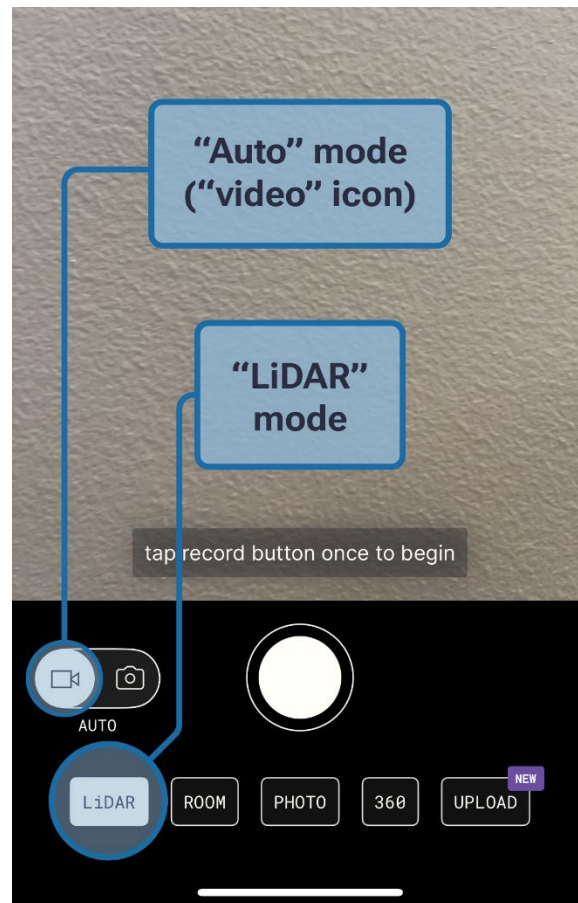 “Auto” mode
(“video” icon)
“LiDAR”
mode
tap record button once to begin
AUTO
NEW
LiDAR ROOM PHOTO 360 UPLOAD